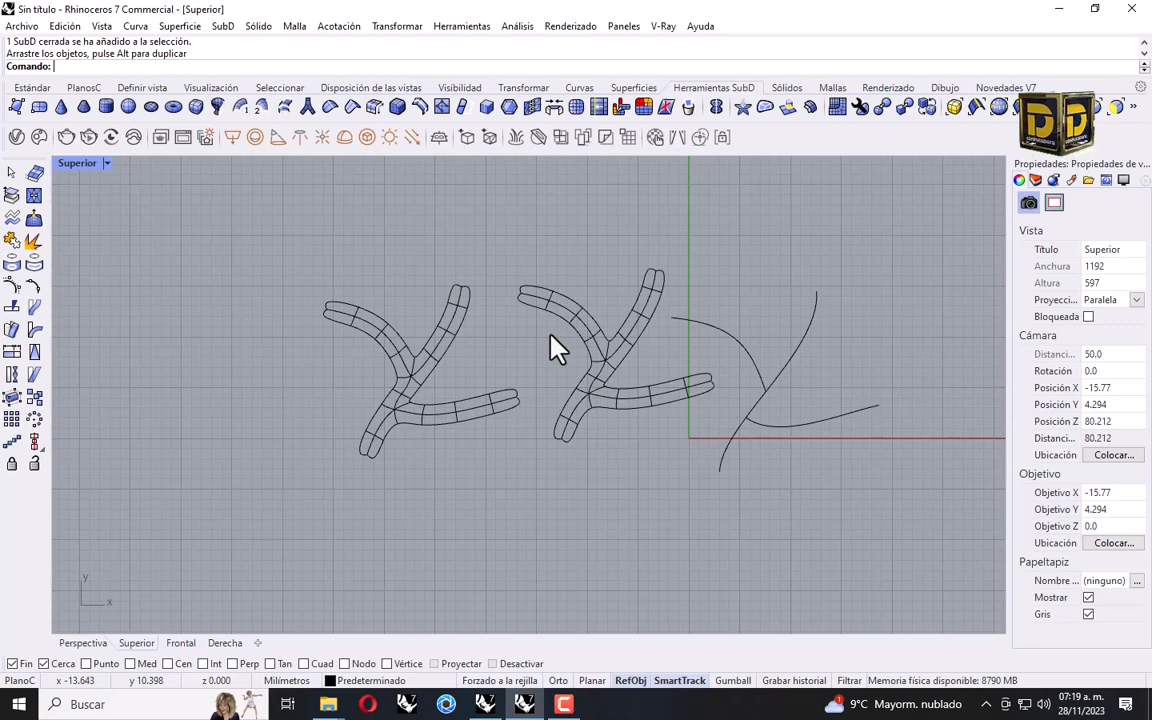 Sin título - Rhinoceros 7 Commercial - [Superior]
Archivo Edición Vista Curva Superficie SubD Sólido Malla Acotación Transformar Herramientas Análisis Renderizado Paneles V-Ray Ayuda
1 SubD cerrada se ha añadido a la selección.
Arrastre los objetos, pulse Alt para duplicar
Comando:
Estándar PlanosC Definir vista Visualización Seleccionar Disposición de las vistas Visibilidad Transformar Curvas Superficies Herramientas SubD Sólidos Mallas Renderizado Dibujo Novedades V7
Superior
Propiedades: Propiedades de v...
Vista
Título Superior
Anchura 1192
Altura 597
Proyecci... Paralela
Bloqueada
Cámara
Distanci... 50.0
Rotación 0.0
Posición X -15.77
Posición Y 4.294
Posición Z 80.212
Distanci... 80.212
Ubicación Colocar...
Objetivo
Objetivo X -15.77
Objetivo Y 4.294
Objetivo Z 0.0
Ubicación Colocar...
Papeltapiz
Nombre ... (ninguno) ...
Mostrar
Gris
y
x
Perspectiva Superior Frontal Derecha
Fin Cerca Punto Med Cen Int Perp Tan Cuad Nodo Vértice Proyectar Desactivar
PlanoC x -13.643 y 10.398 z 0.000 Milímetros Predeterminado Forzado a la rejilla Orto Planar RefObj SmartTrack Gumball Grabar historial Filtro Memoria física disponible: 8790 MB
Buscar
9°C Mayorm. nublado
07:19 a. m.
28/11/2023